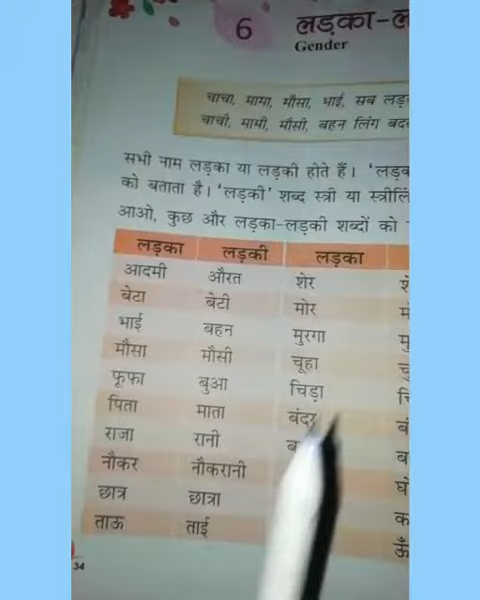 6
लड़का-ल
Gender
चाचा, मामा, मौसा, भाई, सब लड़
चाची, मामी, मौसी, बहन लिंग बद
सभी नाम लड़का या लड़की होते हैं। 'लड़
को बताता है। 'लड़की' शब्द स्त्री या स्त्रीलिं
आओ, कुछ और लड़का-लड़की शब्दों को
लड़का लड़की लड़का
आदमी औरत शेर
बेटा बेटी मोर
भाई बहन मुरगा मु
मौसा मौसी चूहा चु
फूफा बुआ चिड़ा चि
पिता माता बंदर बं
राजा रानी ब ब
नौकर नौकरानी घो
छात्र छात्रा क
ताऊ ताई ऊँ
34